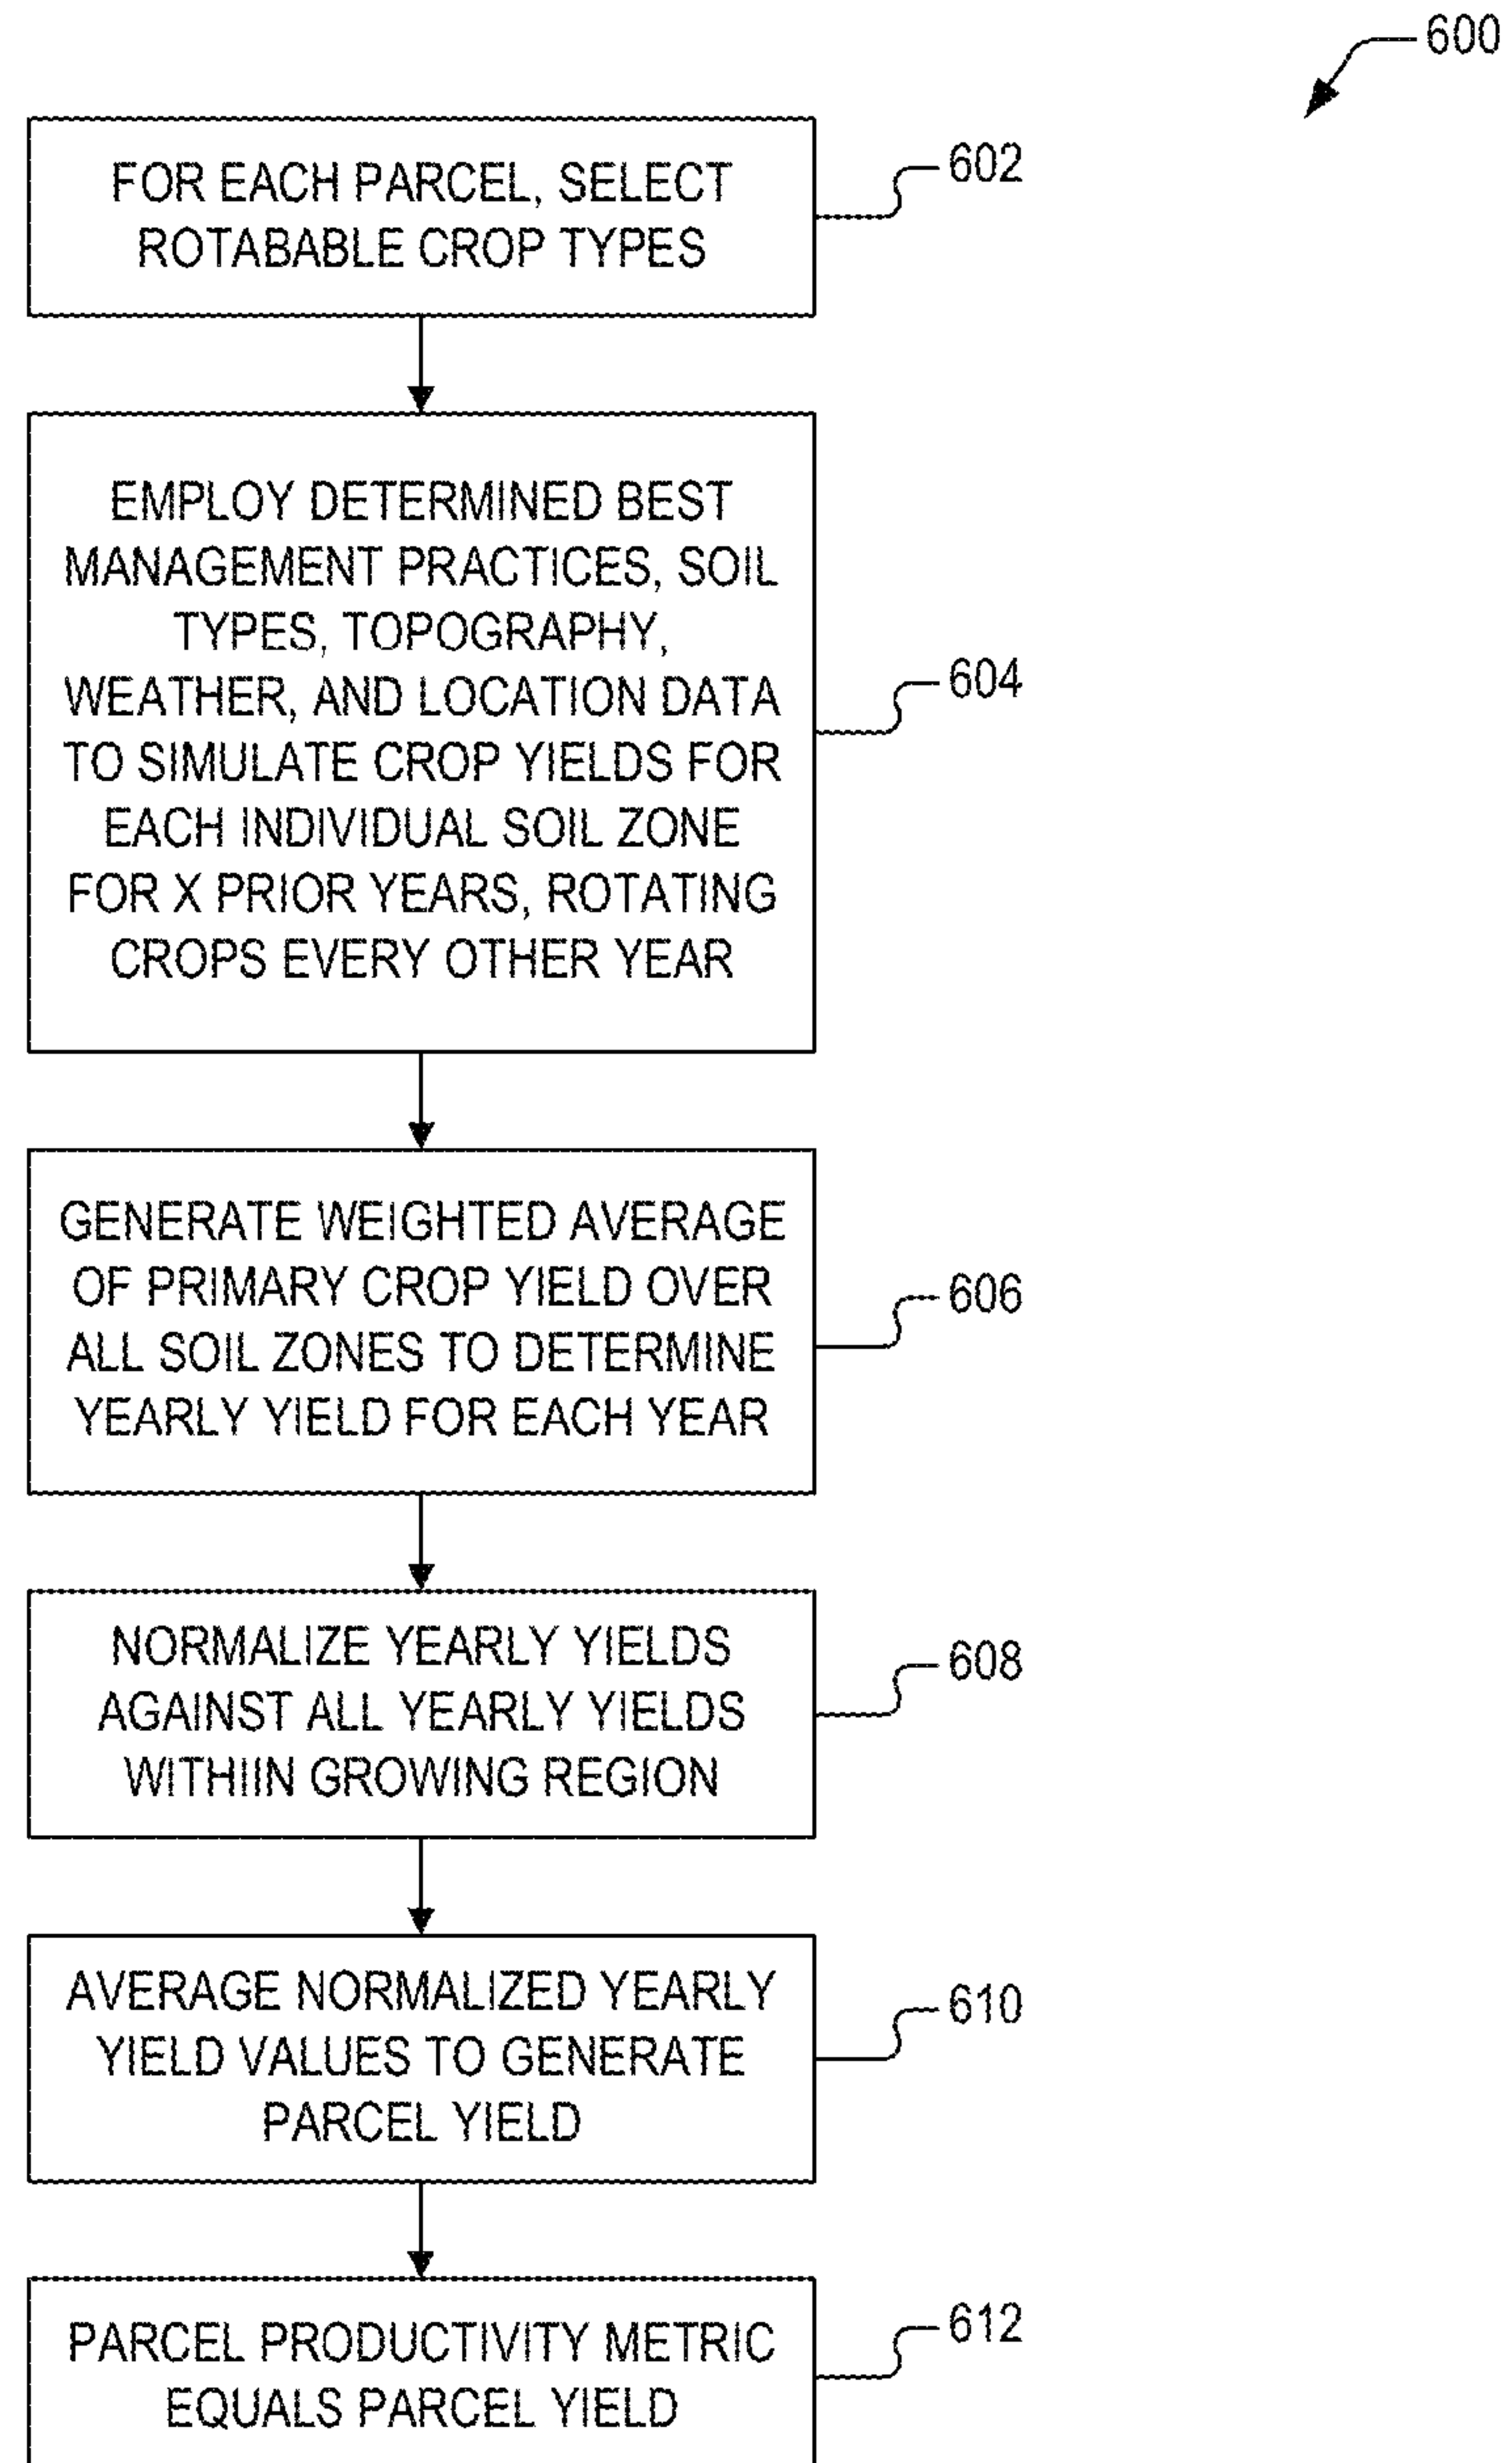 600
FOR EACH PARCEL, SELECT
ROTABABLE CROP TYPES
602
EMPLOY DETERMINED BEST
MANAGEMENT PRACTICES, SOIL
TYPES, TOPOGRAPHY,
WEATHER, AND LOCATION DATA
TO SIMULATE CROP YIELDS FOR
EACH INDIVIDUAL SOIL ZONE
FOR X PRIOR YEARS, ROTATING
CROPS EVERY OTHER YEAR
604
GENERATE WEIGHTED AVERAGE
OF PRIMARY CROP YIELD OVER
ALL SOIL ZONES TO DETERMINE
YEARLY YIELD FOR EACH YEAR
606
NORMALIZE YEARLY YIELDS
AGAINST ALL YEARLY YIELDS
WITHIIN GROWING REGION
608
AVERAGE NORMALIZED YEARLY
YIELD VALUES TO GENERATE
PARCEL YIELD
610
PARCEL PRODUCTIVITY METRIC
EQUALS PARCEL YIELD
612